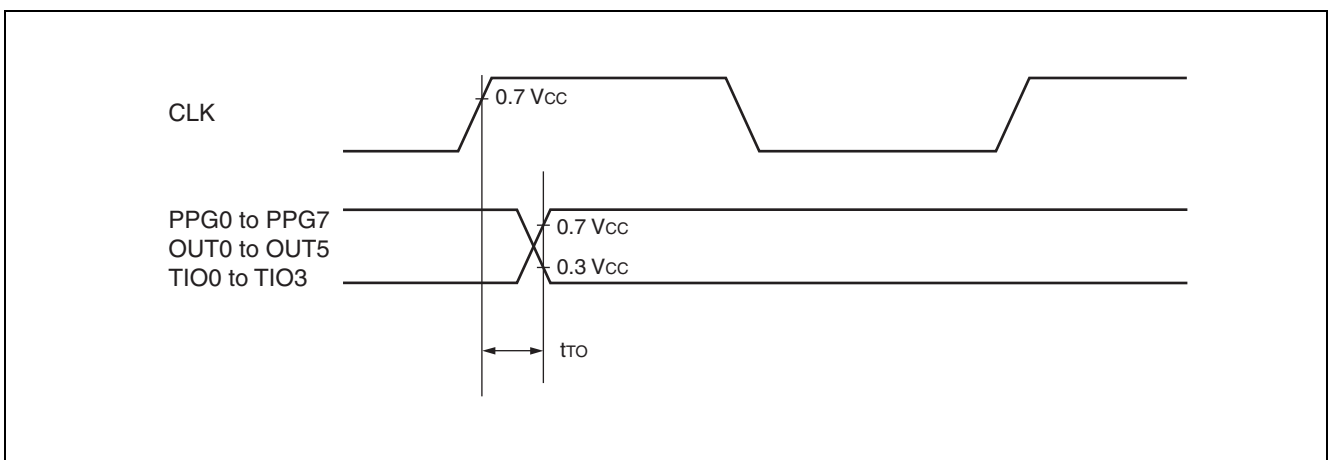 CLK
0.7 VCC
PPG0 to PPG7
OUT0 to OUT5
TIO0 to TIO3
0.7 VCC
0.3 VCC
tTO